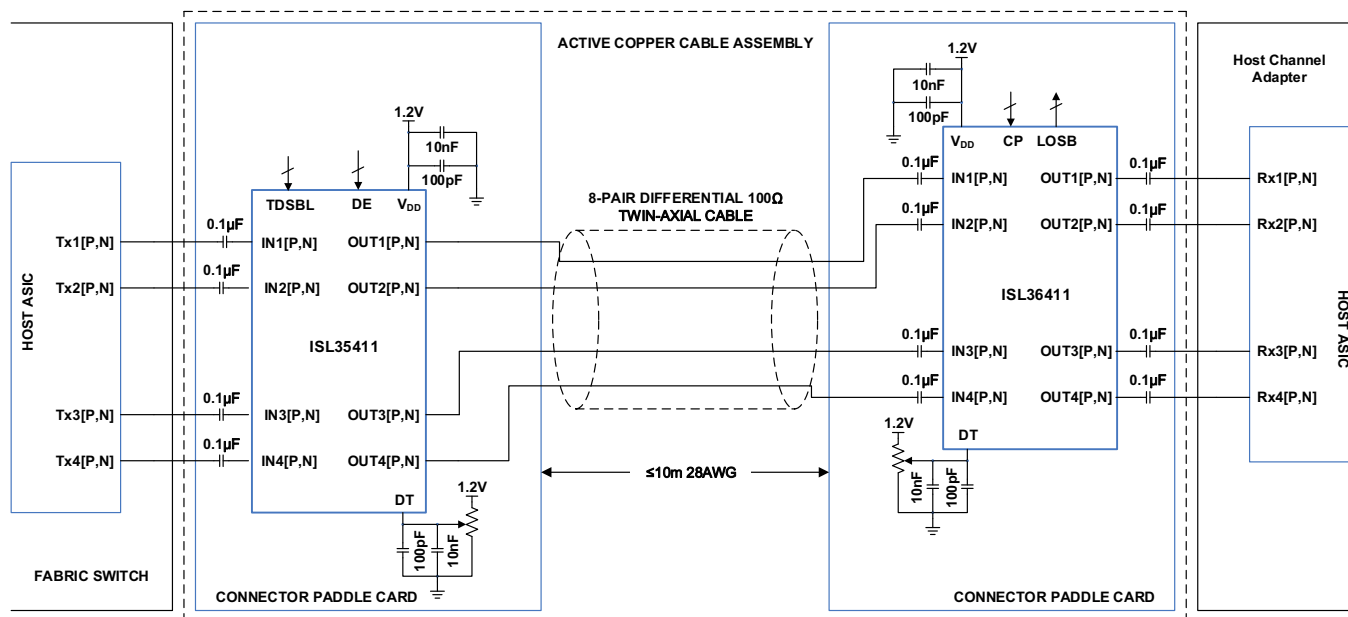 ACTIVE COPPER CABLE ASSEMBLY
FABRIC SWITCH
HOST ASIC
Tx1[P,N]
Tx2[P,N]
Tx3[P,N]
Tx4[P,N]
0.1µF
0.1µF
0.1µF
0.1µF
CONNECTOR PADDLE CARD
1.2V
10nF
100pF
TDSBL DE VDD
IN1[P,N] OUT1[P,N]
IN2[P,N] OUT2[P,N]
ISL35411
IN3[P,N] OUT3[P,N]
IN4[P,N] OUT4[P,N]
DT
1.2V
100pF
10nF
8-PAIR DIFFERENTIAL 100Ω
TWIN-AXIAL CABLE
≤10m 28AWG
1.2V
10nF
100pF
VDD CP LOSB
0.1µF
0.1µF
0.1µF
0.1µF
IN1[P,N] OUT1[P,N]
IN2[P,N] OUT2[P,N]
ISL36411
IN3[P,N] OUT3[P,N]
IN4[P,N] OUT4[P,N]
DT
1.2V
10nF
100pF
0.1µF
0.1µF
0.1µF
0.1µF
CONNECTOR PADDLE CARD
Host Channel
Adapter
Rx1[P,N]
Rx2[P,N]
Rx3[P,N]
Rx4[P,N]
HOST ASIC